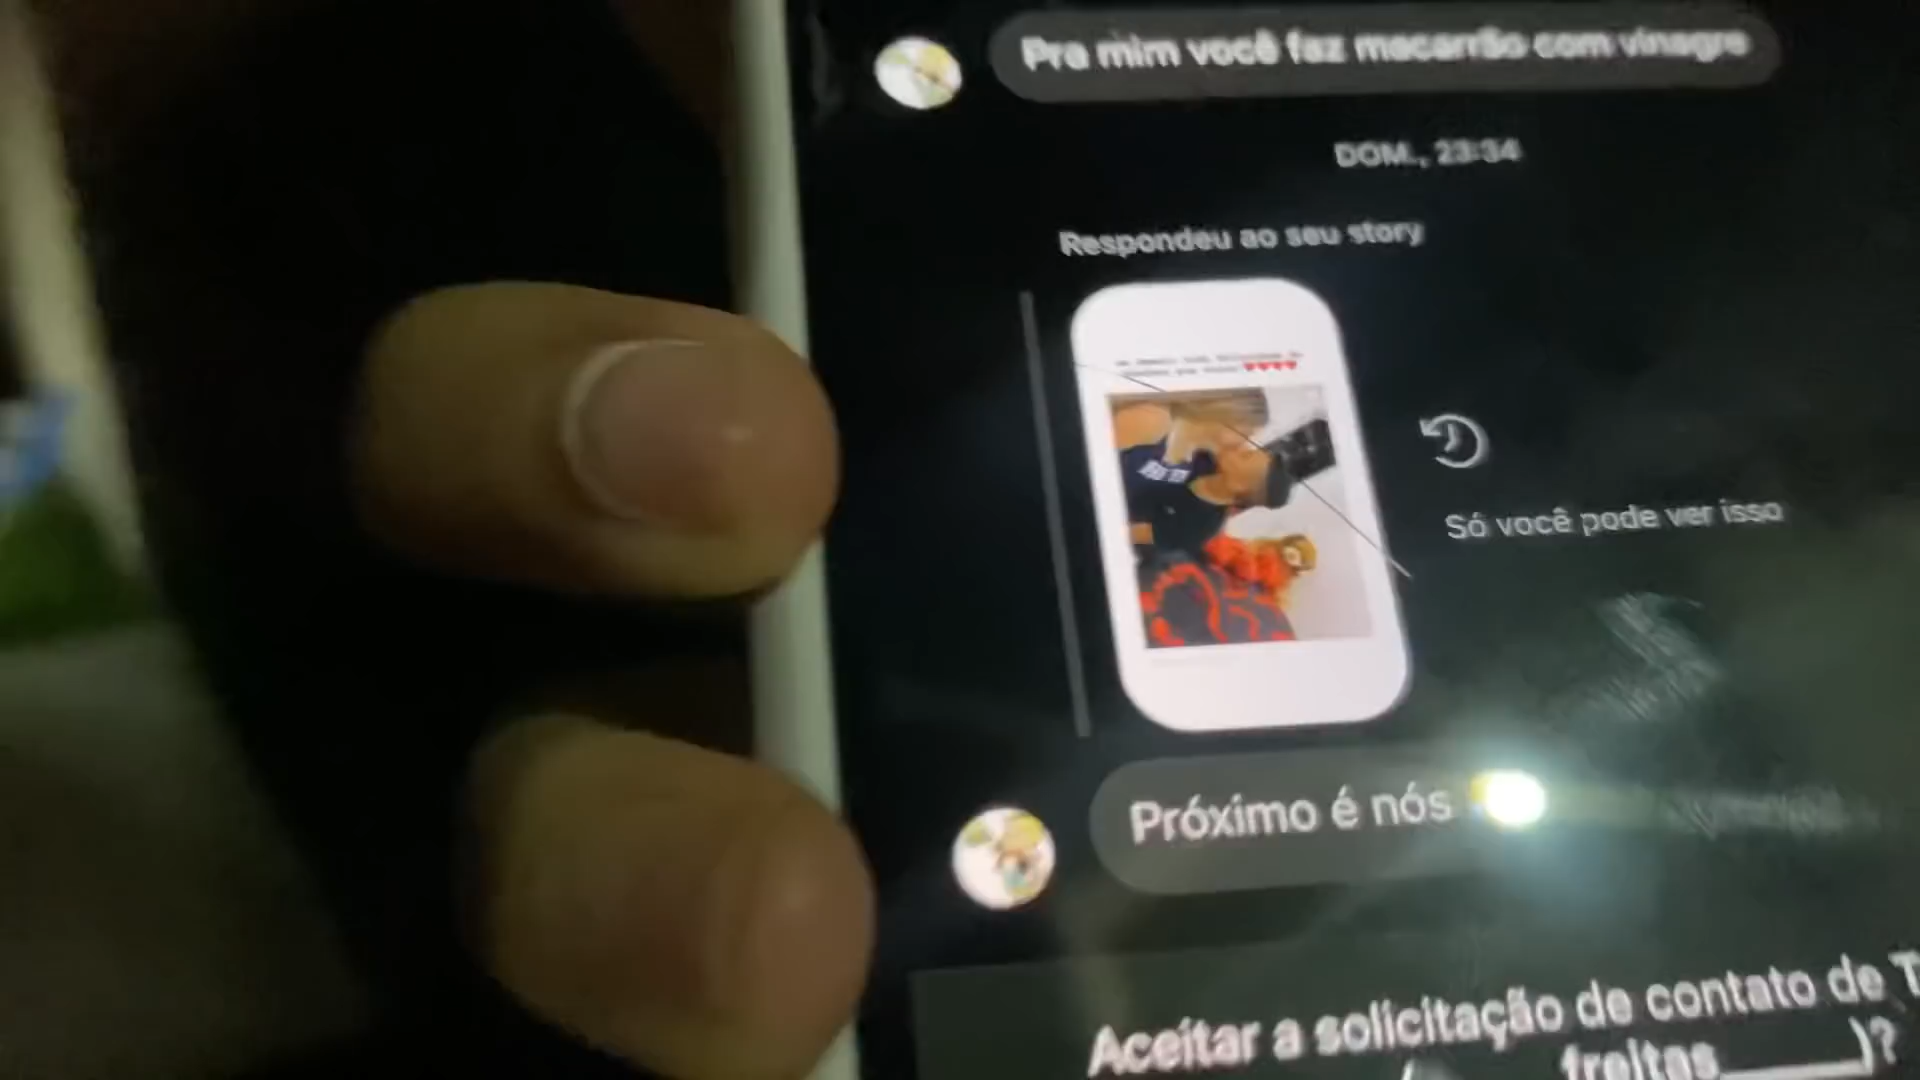 Pra mim você faz macarrão com vinagre
DOM., 23:34
Respondeu ao seu story
Só você pode ver isso
Próximo é nós
Aceitar a solicitação de contato de T
freitas_____)?